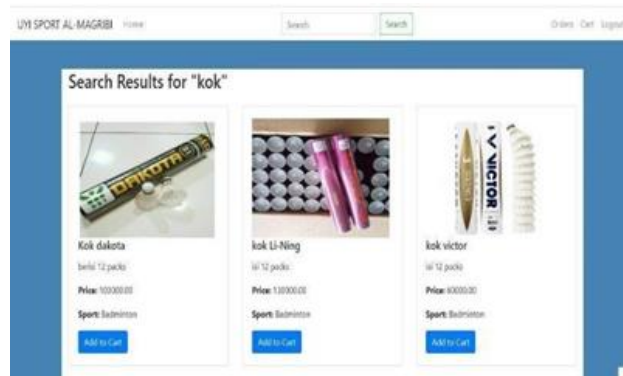 UYI SPORT AL-MAGRIBI Home Search Search Orders Cart Logout
Search Results for "kok"
DAKOTA
VICTOR
Kok dakota
berisi 12 packs
Price: 103000.00
Sport: Badminton
Add to Cart
kok Li-Ning
isi 12 packs
Price: 130000.00
Sport: Badminton
Add to Cart
kok victor
isi 12 packs
Price: 60000.00
Sport: Badminton
Add to Cart